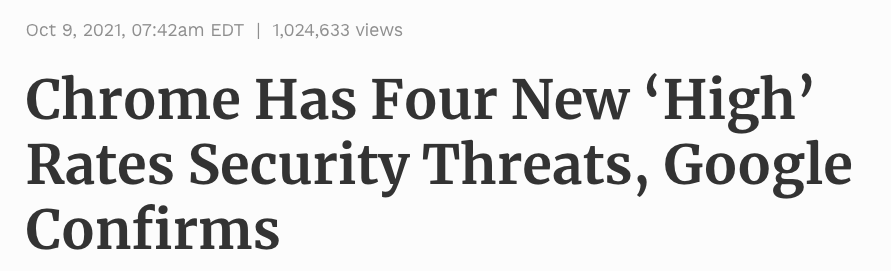 Oct 9, 2021, 07:42am EDT | 1,024,633 views
Chrome Has Four New ‘High’
Rates Security Threats, Google
Confirms